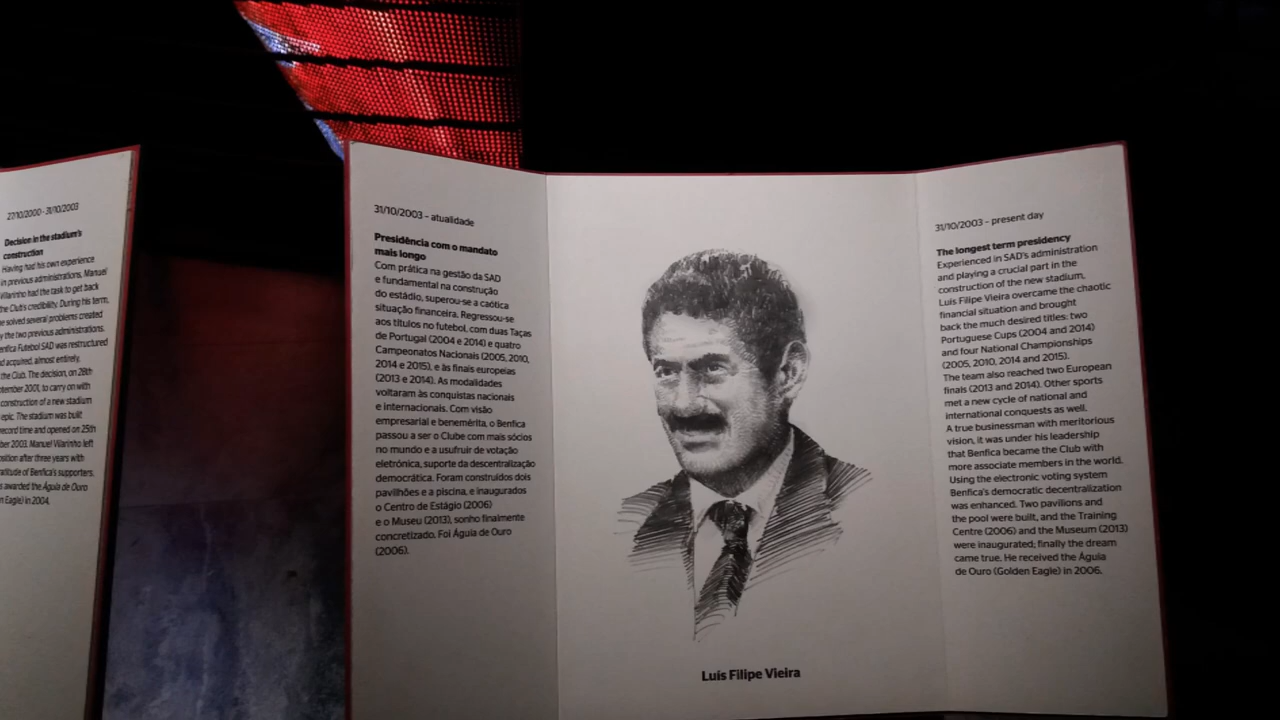 27/10/2000 - 31/10/2003
Decision in the stadium's
construction
Having had his own experience
in previous administrations, Manuel
Vilarinho had the task to get back
the Club's credibility. During his term,
solved several problems created
the two previous administrations.
Benfica Futebol SAD was restructured
acquired, almost entirely,
the Club. The decision, on 28th
September 2001, to carry on with
construction of a new stadium
epic. The stadium was built
record time and opened on 25th
2003. Manuel Vilarinho left
after three years with
of Benfica's supporters.
awarded the Águia de Ouro
Eagle) in 2004.
31/10/2003 - atualidade
Presidência com o mandato
mais longo
Com prática na gestão da SAD
e fundamental na construção
do estádio, superou-se a caótica
situação financeira. Regressou-se
aos títulos no futebol, com duas Taças
de Portugal (2004 e 2014) e quatro
Campeonatos Nacionais (2005, 2010,
2014 e 2015), e às finais europeias
(2013 e 2014). As modalidades
voltaram às conquistas nacionais
e internacionais. Com visão
empresarial e benemérita, o Benfica
passou a ser o Clube com mais sócios
no mundo e a usufruir de votação
eletrónica, suporte da descentralização
democrática. Foram construídos dois
pavilhões e a piscina, e inaugurados
o Centro de Estágio (2006)
e o Museu (2013), sonho finalmente
concretizado. Foi Águia de Ouro
(2006).
Luís Filipe Vieira
31/10/2003 - present day
The longest term presidency
Experienced in SAD's administration
and playing a crucial part in the
construction of the new stadium,
Luís Filipe Vieira overcame the chaotic
financial situation and brought
back the much desired titles: two
Portuguese Cups (2004 and 2014)
and four National Championships
(2005, 2010, 2014 and 2015).
The team also reached two European
finals (2013 and 2014). Other sports
met a new cycle of national and
international conquests as well.
A true businessman with meritorious
vision, it was under his leadership
that Benfica became the Club with
more associate members in the world.
Using the electronic voting system
Benfica's democratic decentralization
was enhanced. Two pavilions and
the pool were built, and the Training
Centre (2006) and the Museum (2013)
were inaugurated; finally the dream
came true. He received the Águia
de Ouro (Golden Eagle) in 2006.